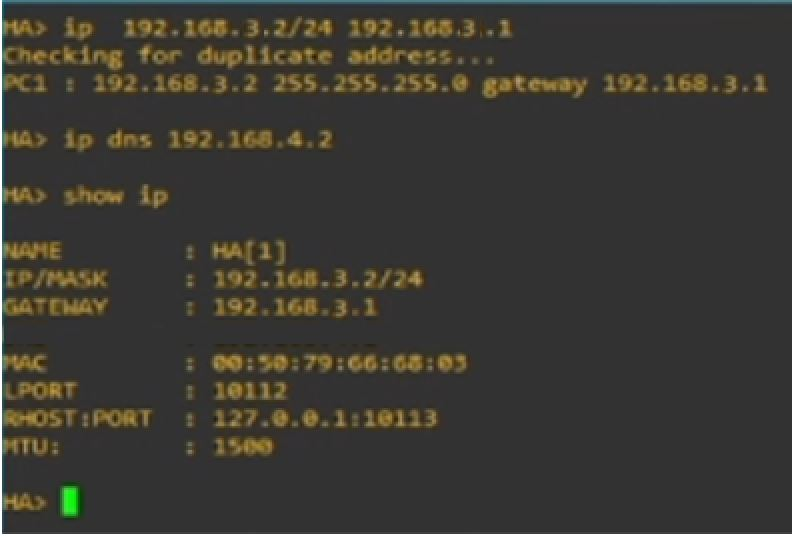 HA> ip  192.168.3.2/24 192.168.3.1
Checking for duplicate address...
PC1 : 192.168.3.2 255.255.255.0 gateway 192.168.3.1
HA> ip dns 192.168.4.2
HA> show ip
NAME        : HA[1]
IP/MASK     : 192.168.3.2/24
GATEWAY     : 192.168.3.1
MAC         : 00:50:79:66:68:03
LPORT       : 10112
RHOST:PORT  : 127.0.0.1:10113
MTU:        : 1500
HA>